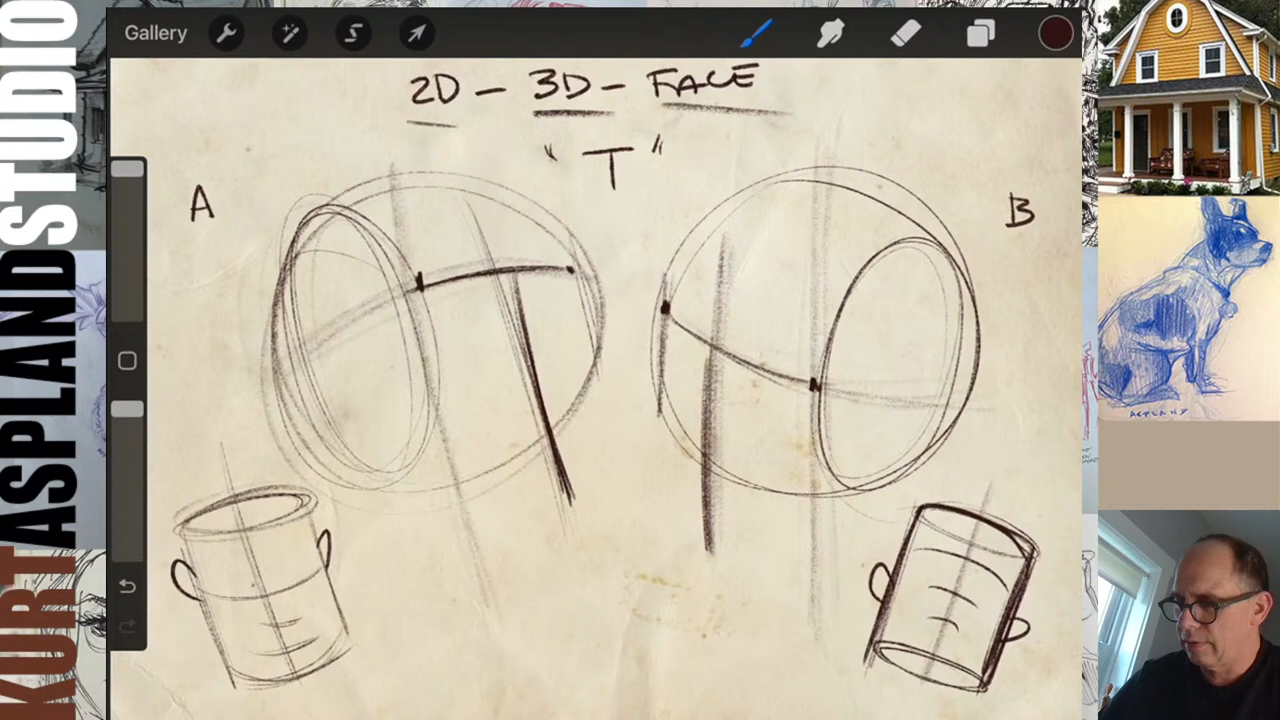 KURT ASPLAND STUDIO
Gallery
2D - 3D - FACE
"T"
A
B